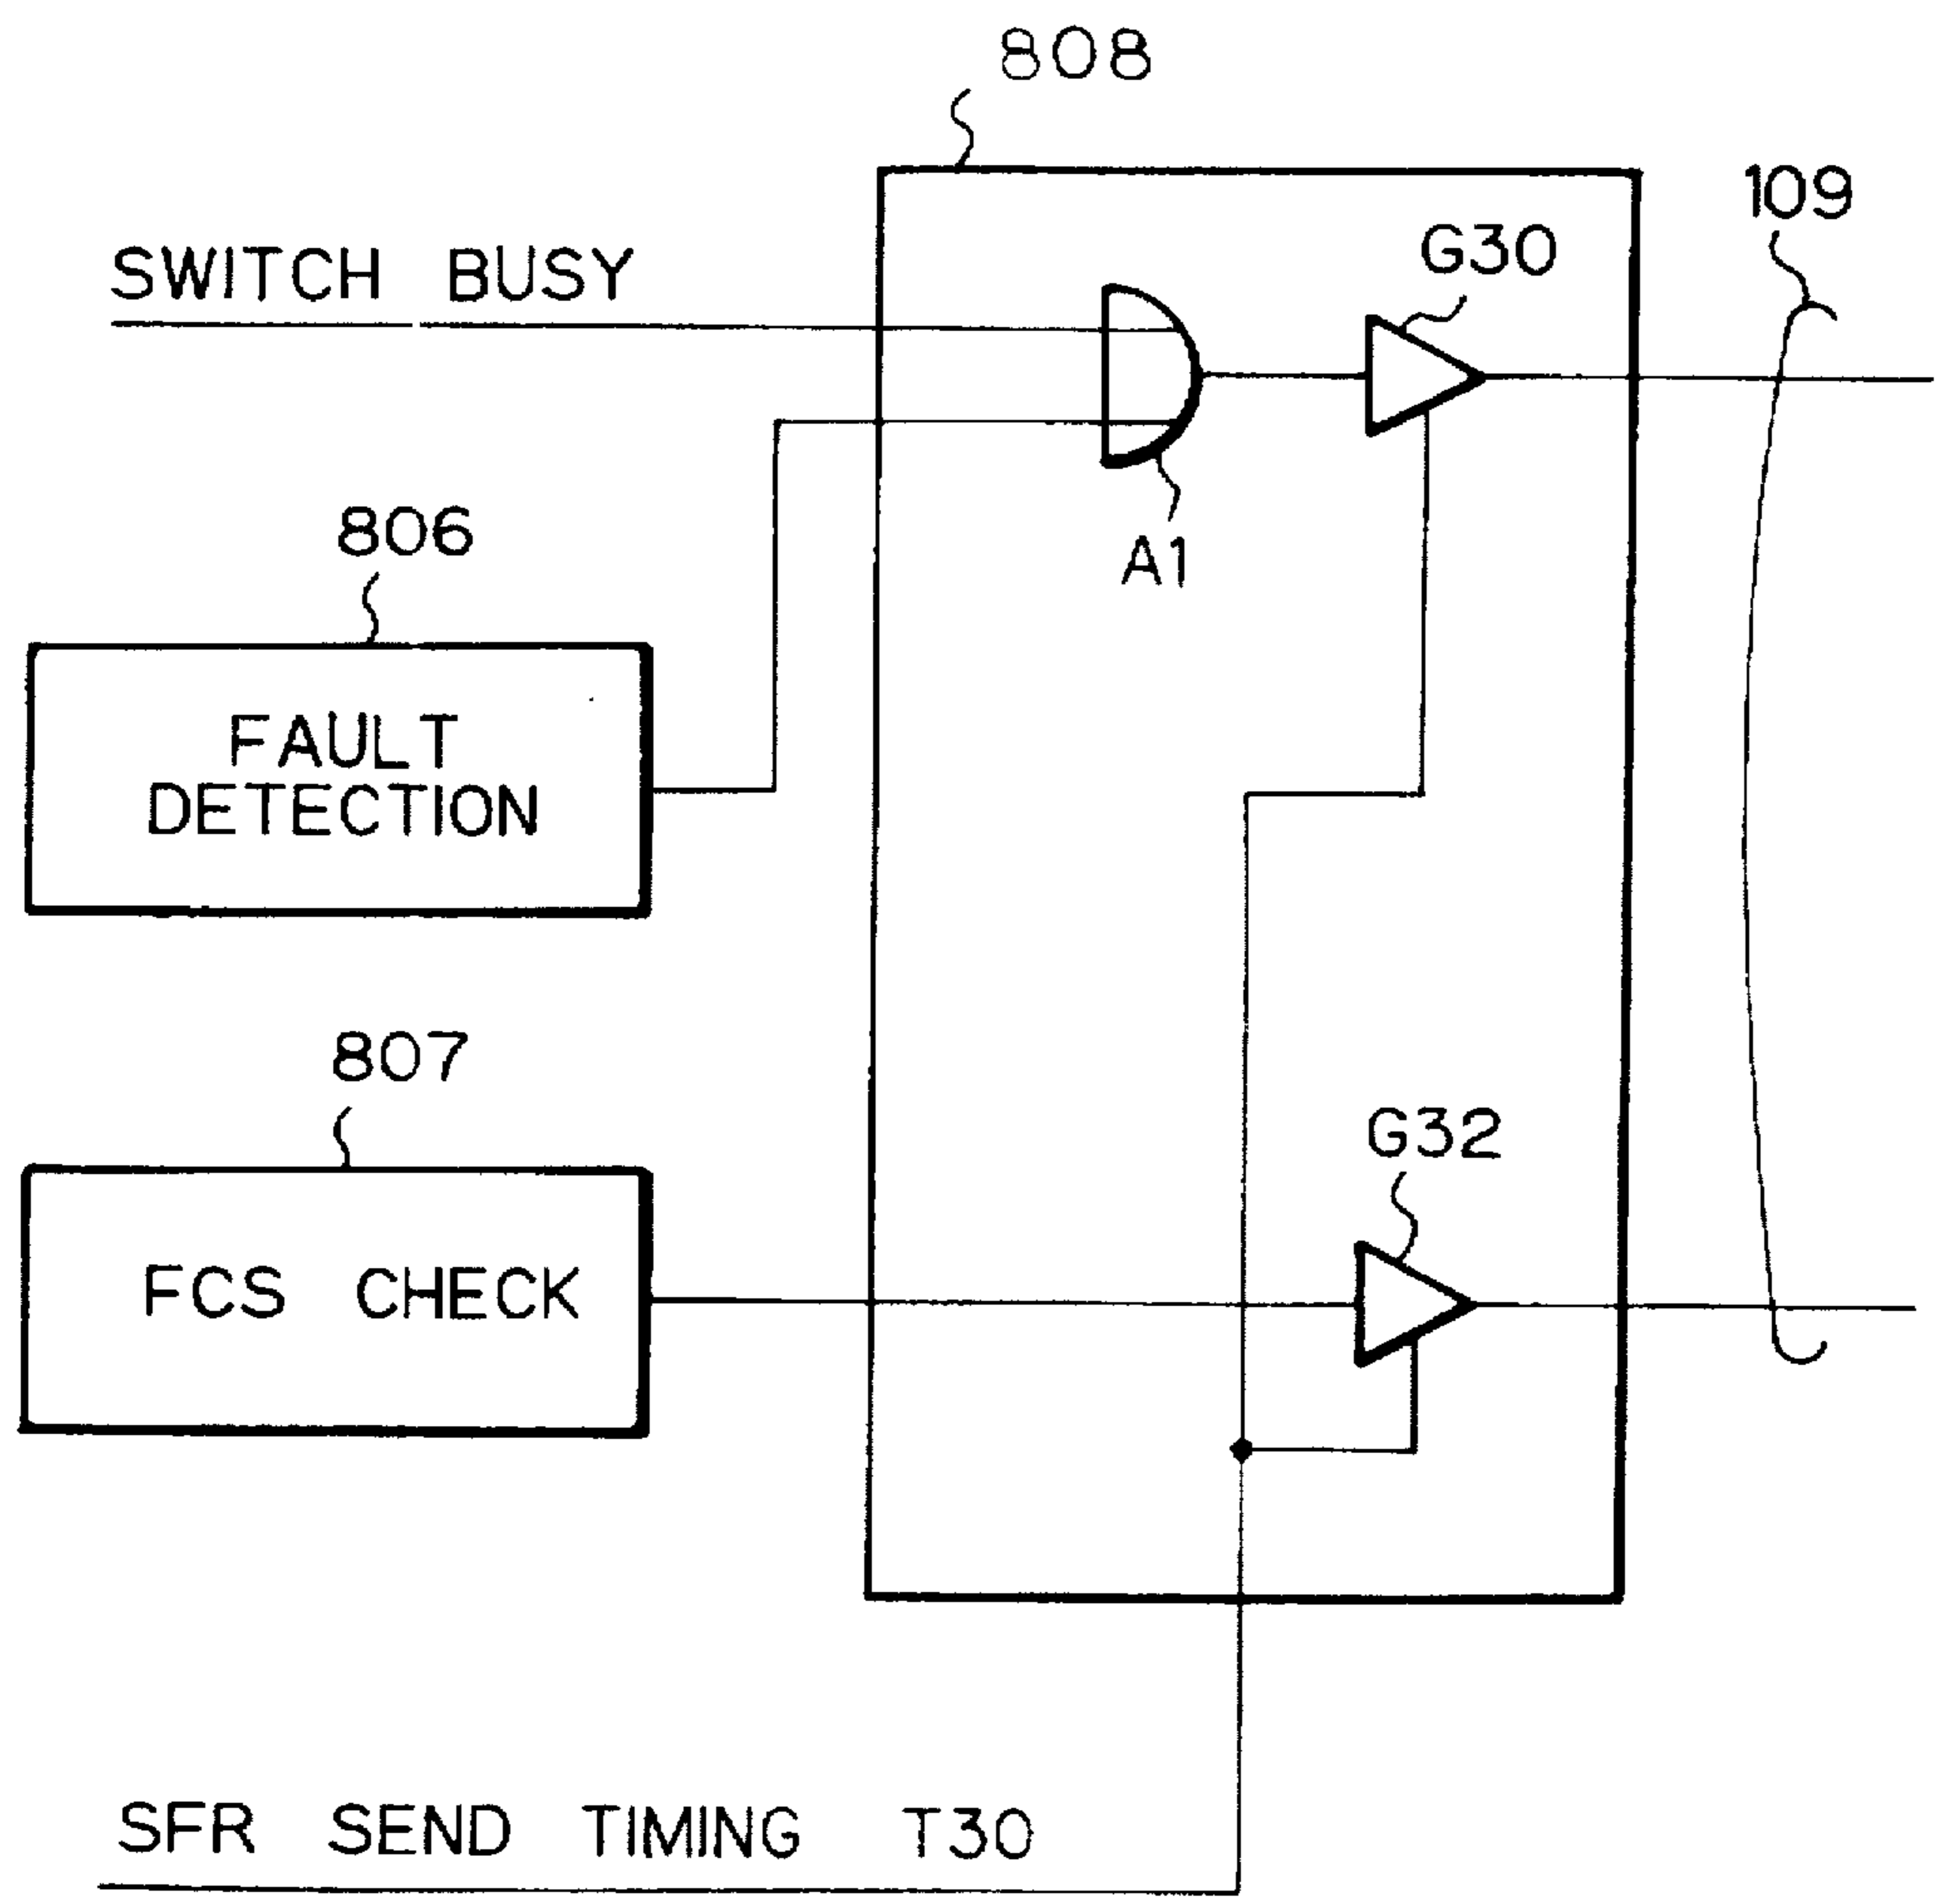 808
109
G30
SWITCH BUSY
A1
806
FAULT
DETECTION
807
G32
FCS CHECK
SFR SEND TIMING T30